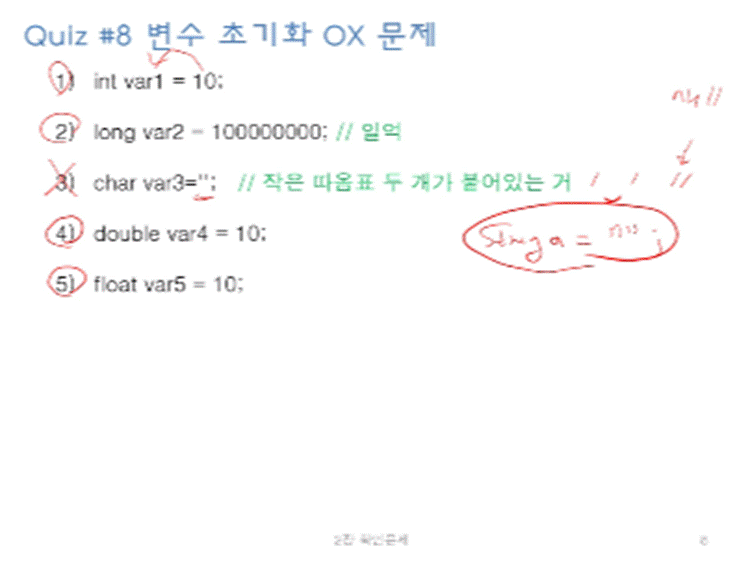 Quiz #8 변수 초기화 OX 문제
1) int var1 = 10;
2) long var2 = 100000000; // 일억
3) char var3=''; // 작은 따옴표 두 개가 붙어있는 거
4) double var4 = 10;
String a =
5) float var5 = 10;
2장 확인문제
8